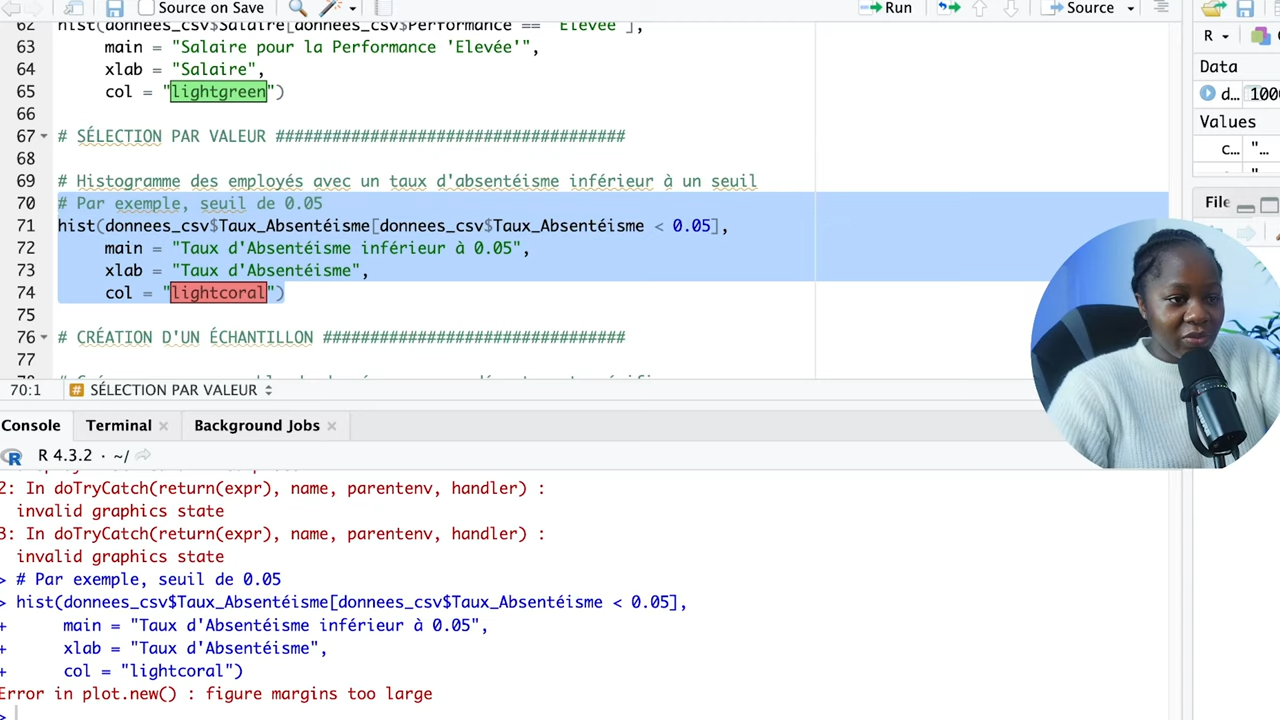 Source on Save
Run
Source
R
62 hist(donnees_csv$Salaire[donnees_csv$Performance == "Elevée"],
63 main = "Salaire pour la Performance 'Elevée'",
64 xlab = "Salaire",
65 col = "lightgreen")
66
67 # SÉLECTION PAR VALEUR #####################################
68
69 # Histogramme des employés avec un taux d'absentéisme inférieur à un seuil
70 # Par exemple, seuil de 0.05
71 hist(donnees_csv$Taux_Absentéisme[donnees_csv$Taux_Absentéisme < 0.05],
72 main = "Taux d'Absentéisme inférieur à 0.05",
73 xlab = "Taux d'Absentéisme",
74 col = "lightcoral")
75
76 # CRÉATION D'UN ÉCHANTILLON ################################
77
70:1 # SÉLECTION PAR VALEUR
Data
d... 1000
Values
c... "...
File
Console Terminal Background Jobs
R R 4.3.2 · ~/
2: In doTryCatch(return(expr), name, parentenv, handler) :
invalid graphics state
3: In doTryCatch(return(expr), name, parentenv, handler) :
invalid graphics state
> # Par exemple, seuil de 0.05
> hist(donnees_csv$Taux_Absentéisme[donnees_csv$Taux_Absentéisme < 0.05],
+ main = "Taux d'Absentéisme inférieur à 0.05",
+ xlab = "Taux d'Absentéisme",
+ col = "lightcoral")
Error in plot.new() : figure margins too large
>